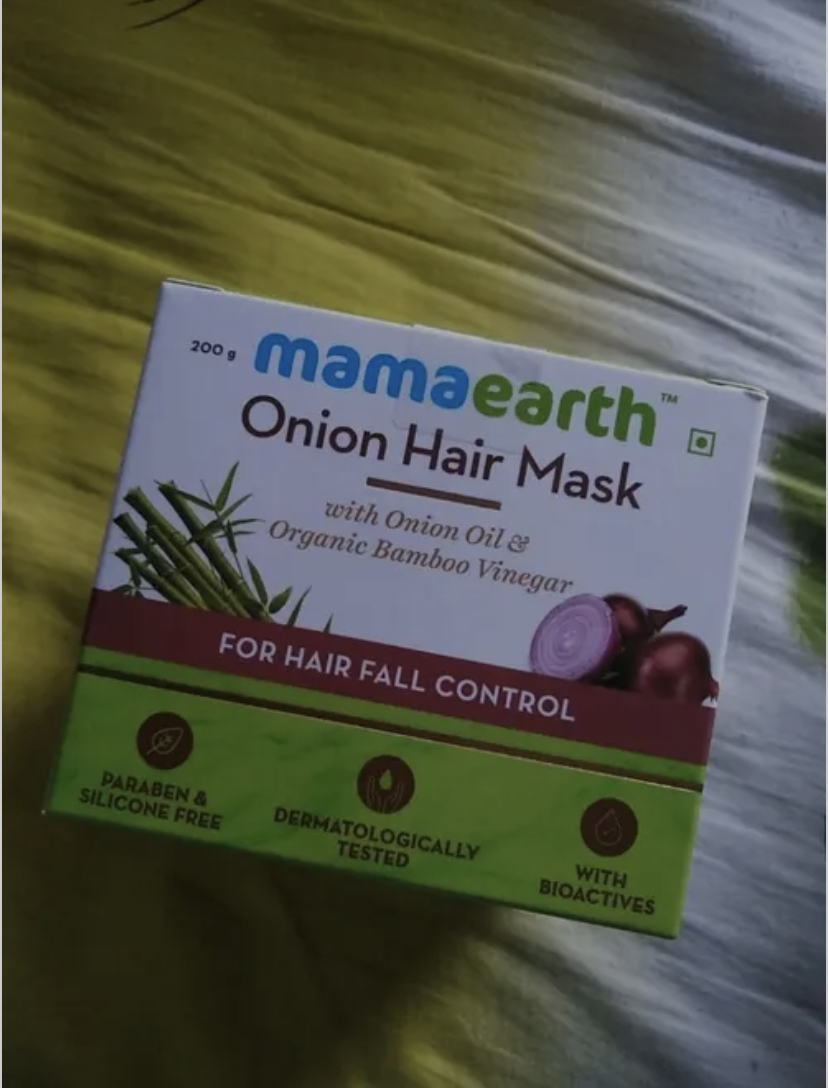 200 g
mamaearth™
Onion Hair Mask
with Onion Oil &
Organic Bamboo Vinegar
FOR HAIR FALL CONTROL
PARABEN &
SILICONE FREE
DERMATOLOGICALLY
TESTED
WITH
BIOACTIVES